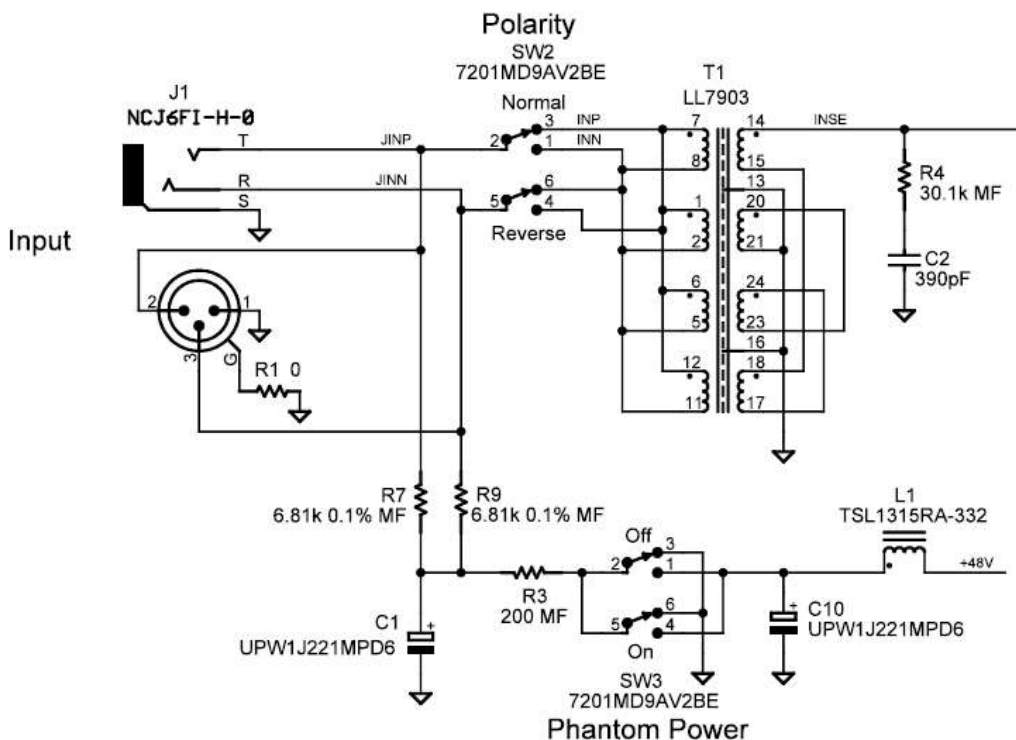 Polarity
SW2
7201MD9AV2BE
T1
LL7903
J1
NCJ6FI-H-0
Normal
T JINP 2 3 INP 7 14 INSE
1 INN
8 15
R JINN
R4
30.1k MF
6 13
S 5 4 1 20
Reverse
Input
2 21
C2
390pF
6 24
2 1
5 23
3 G
R1 0
16
12 18
11 17
R7
6.81k 0.1% MF
R9
6.81k 0.1% MF
L1
TSL1315RA-332
Off
2 3
1
+48V
R3
200 MF
C1
UPW1J221MPD6
+
5 6
4
On
+
C10
UPW1J221MPD6
SW3
7201MD9AV2BE
Phantom Power